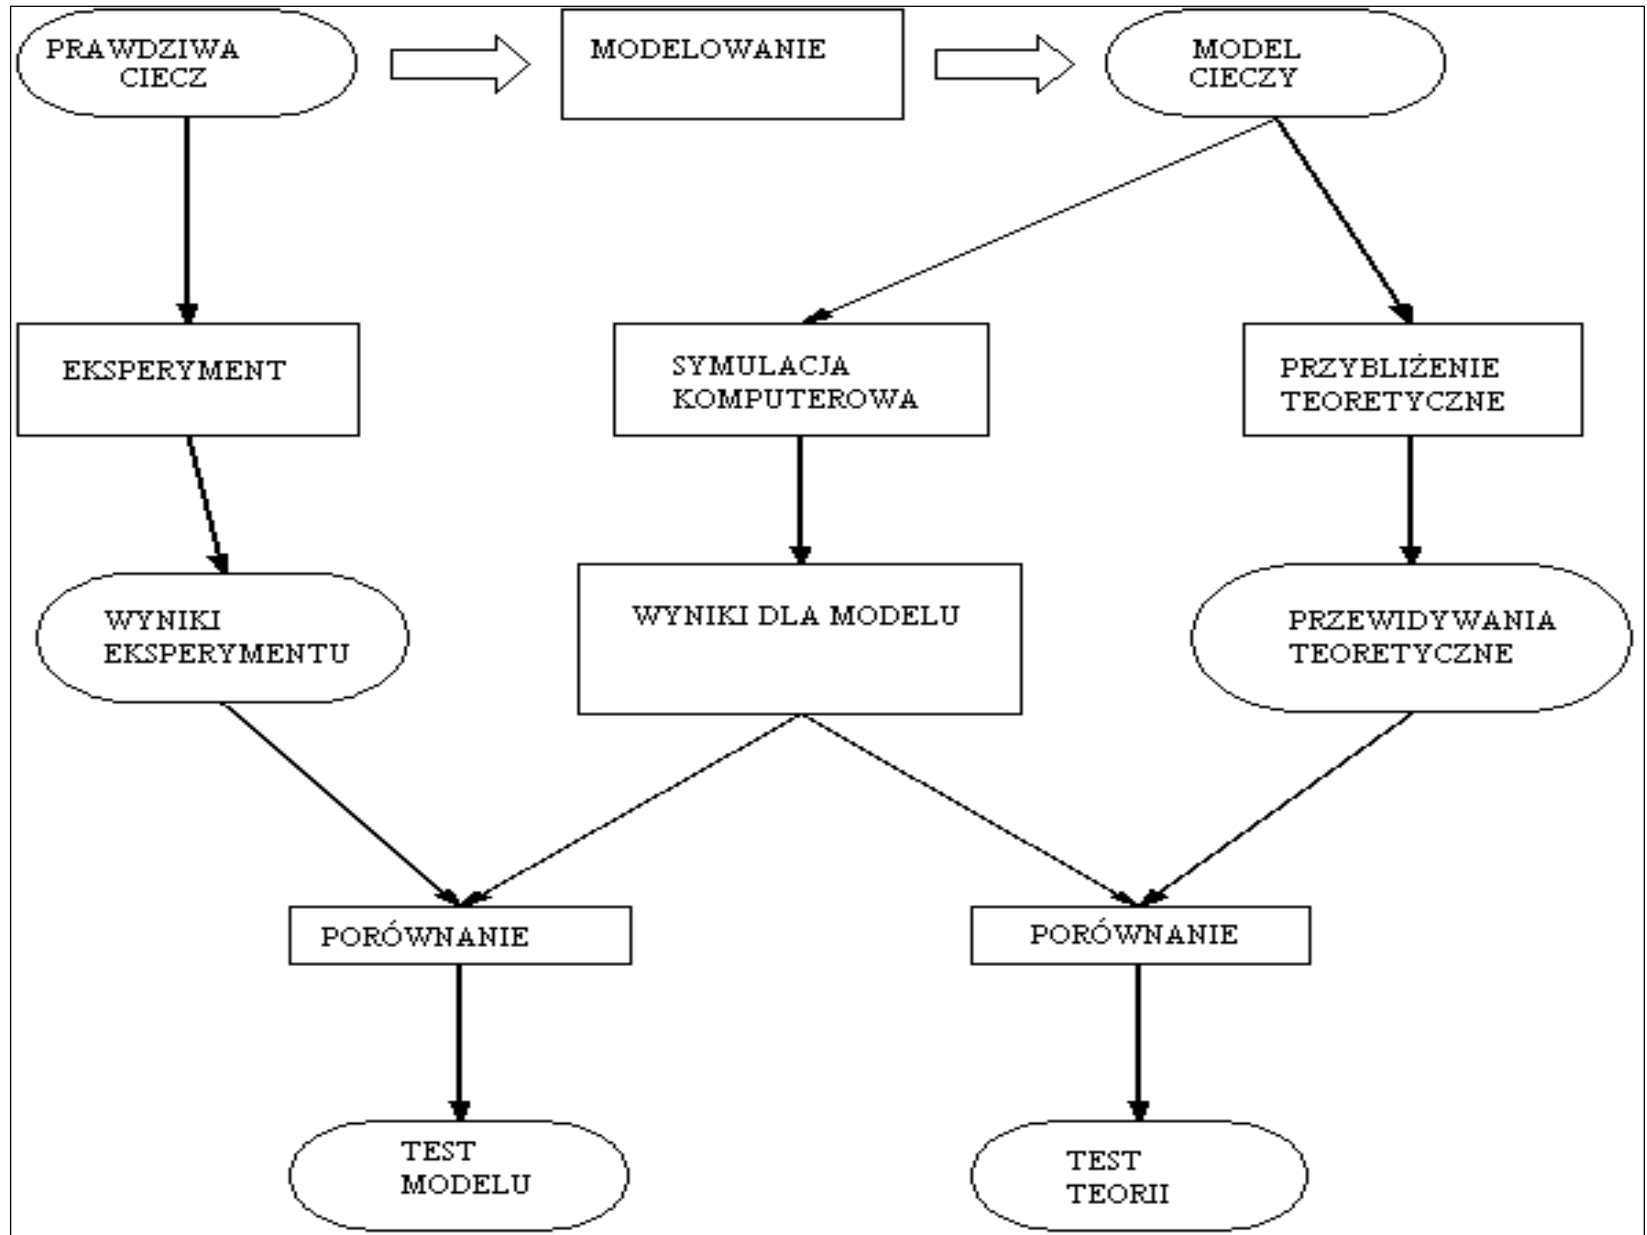 PRAWDZIWA
CIECZ
MODELOWANIE
MODEL
CIECZY
EKSPERYMENT
SYMULACJA
KOMPUTEROWA
PRZYBLIŻENIE
TEORETYCZNE
WYNIKI
EKSPERYMENTU
WYNIKI DLA MODELU
PRZEWIDYWANIA
TEORETYCZNE
PORÓWNANIE
PORÓWNANIE
TEST
MODELU
TEST
TEORII